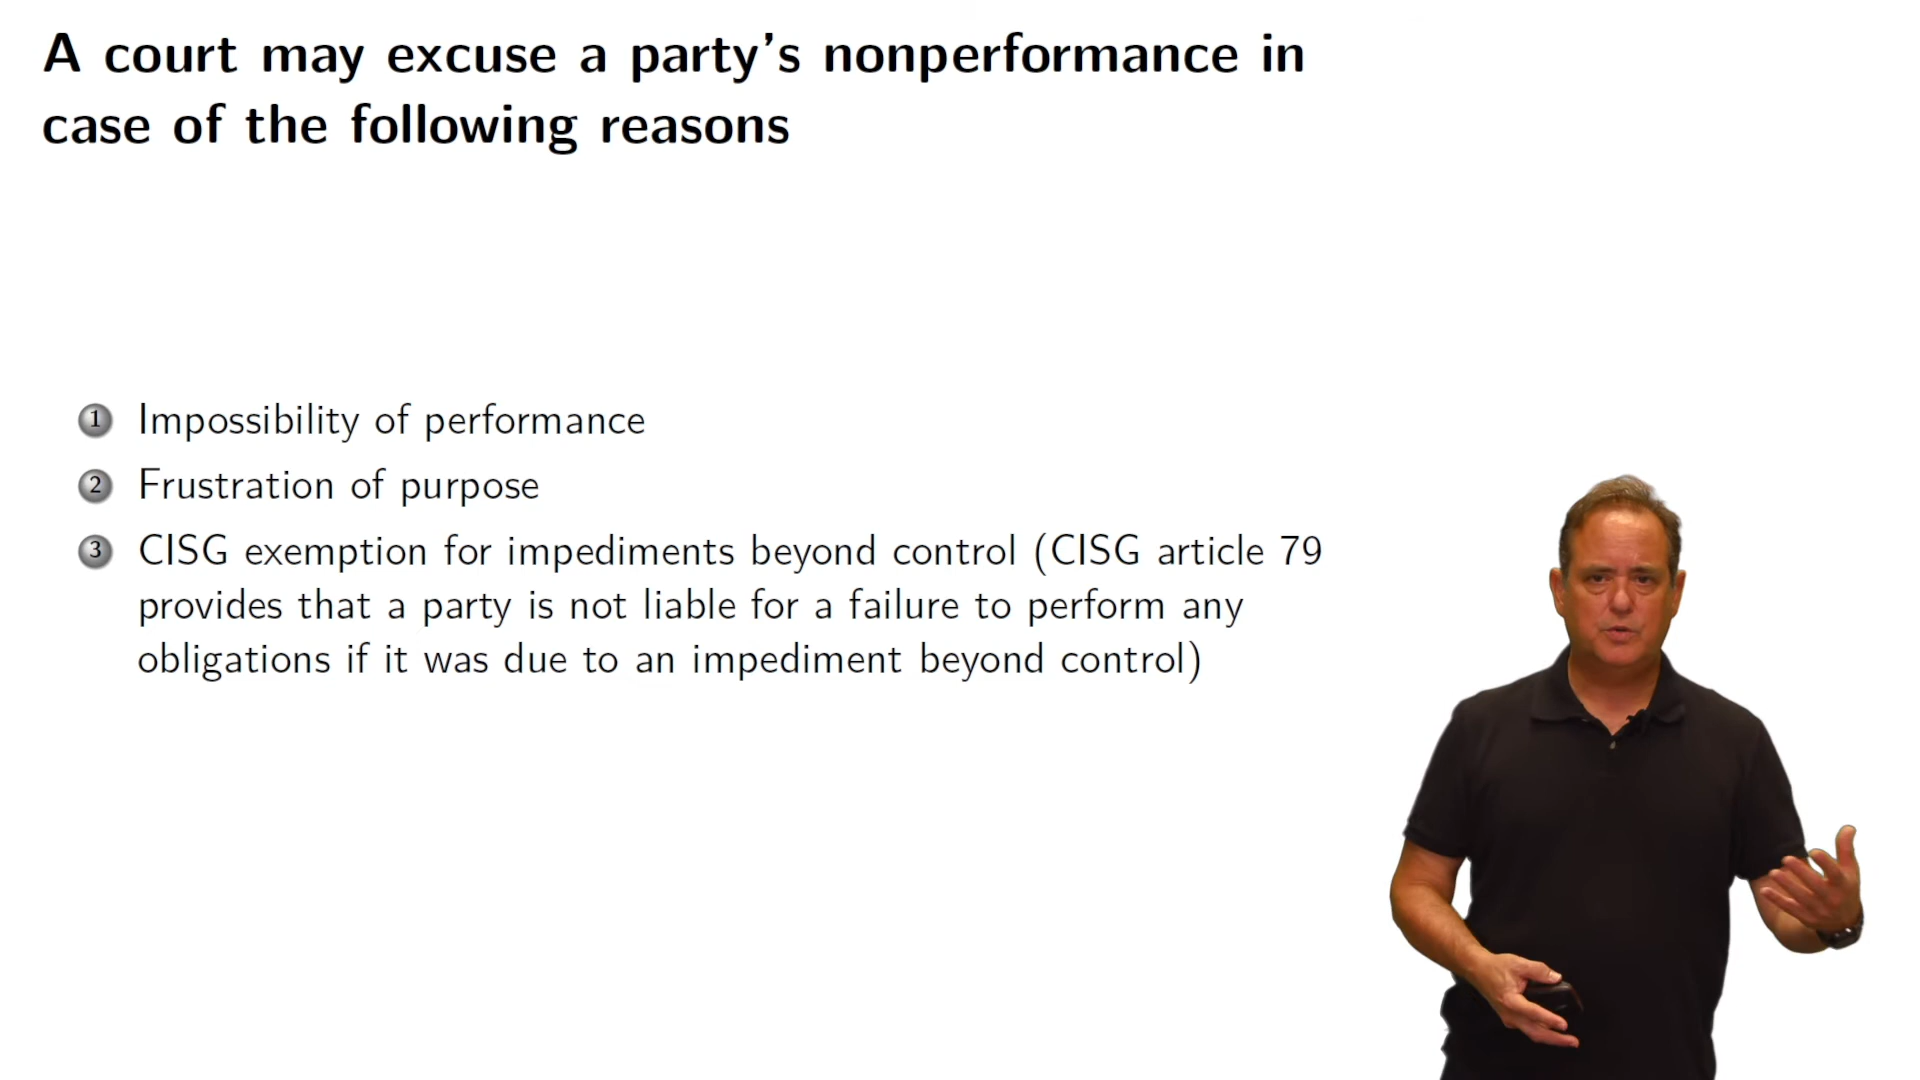 A court may excuse a party's nonperformance in
case of the following reasons
1 Impossibility of performance
2 Frustration of purpose
3 CISG exemption for impediments beyond control (CISG article 79
provides that a party is not liable for a failure to perform any
obligations if it was due to an impediment beyond control)